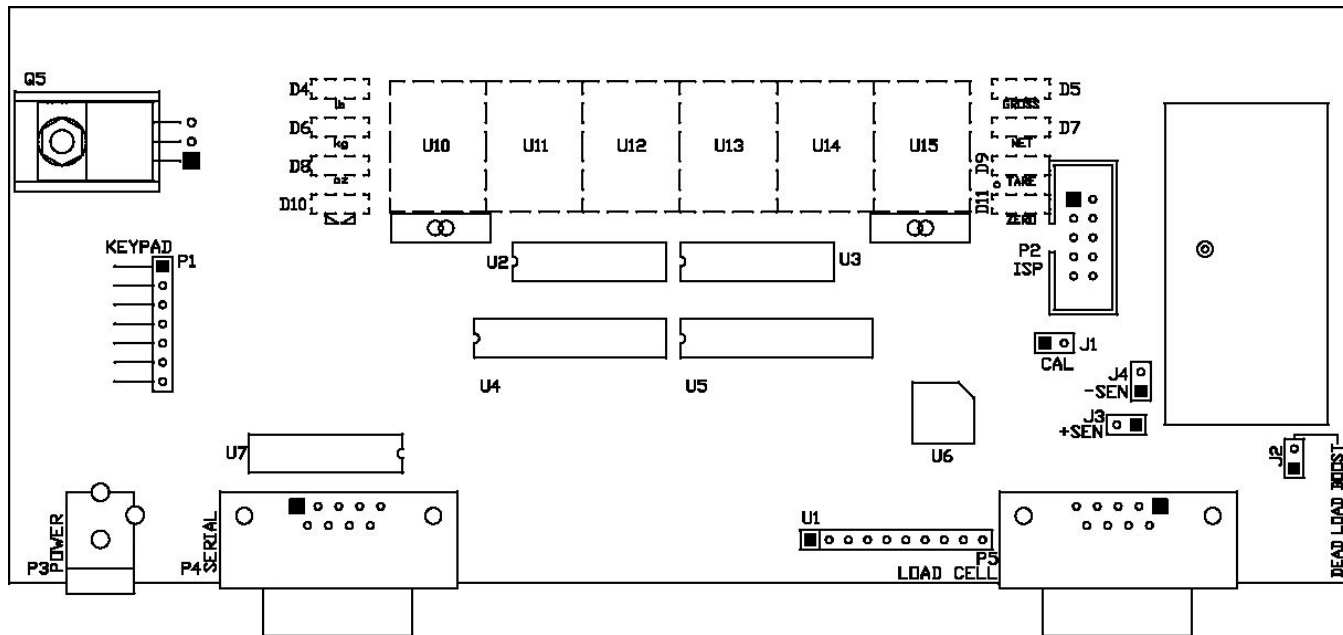 Q5
D4
lb
D6
kg
D8
oz
D10
U10
U11
U12
U13
U14
U15
D5
GROSS
D7
NET
D9
TARE
D11
ZERO
KEYPAD
P1
U2
U3
P2
ISP
U4
U5
J1
CAL
J4
-SEN
J3
+SEN
U6
J2
DEAD LOAD BOOST
U7
P3
POWER
P4
SERIAL
U1
P5
LOAD CELL